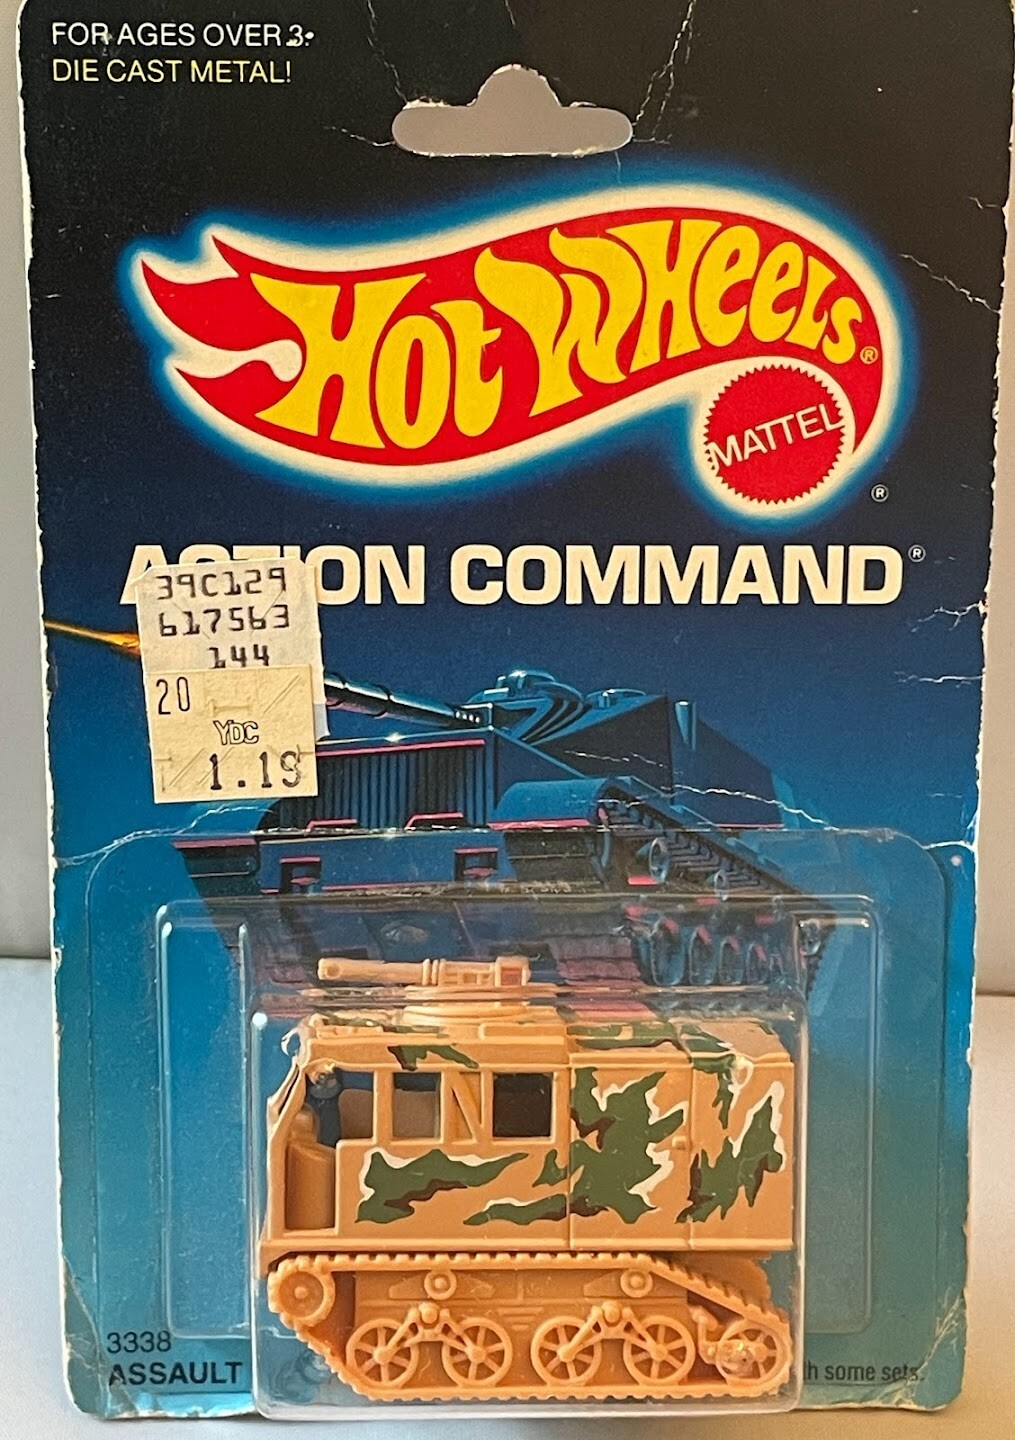 FOR AGES OVER 3.
DIE CAST METAL!
HOT WHEELS®
MATTEL
®
ACTION COMMAND®
39C129
617563
144
20
YDC
1.19
3338
ASSAULT
h some sets.